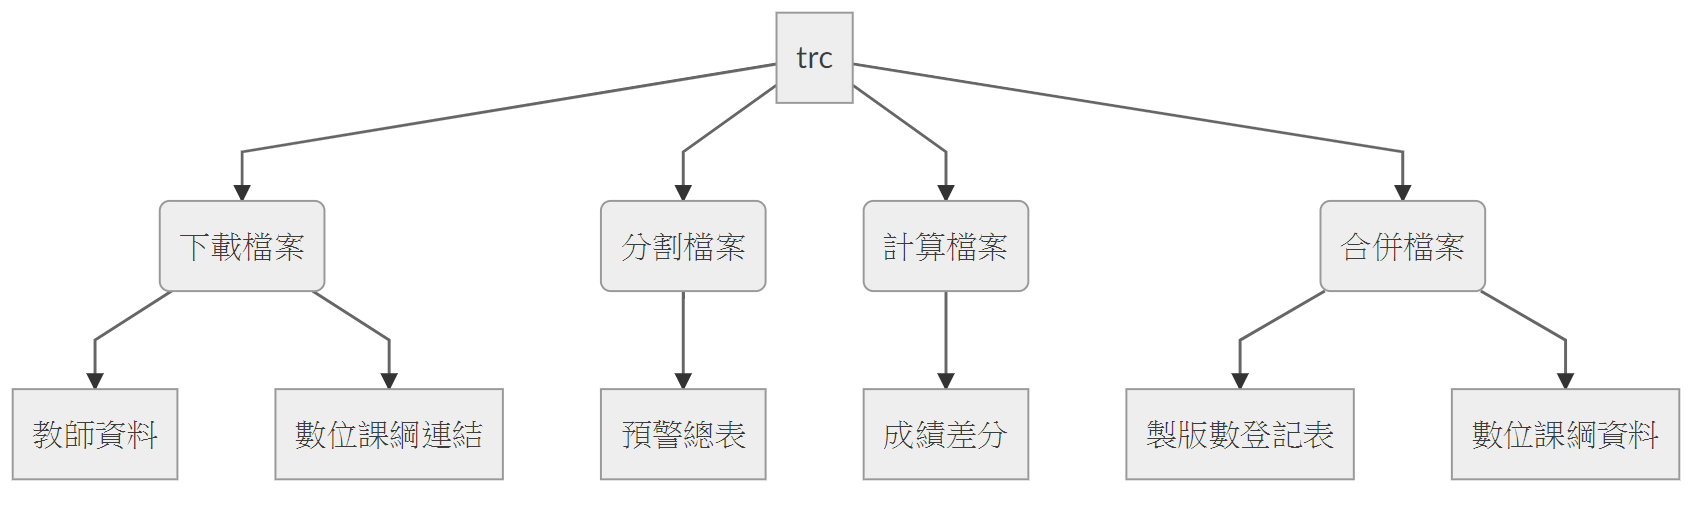 trc
下載檔案
分割檔案
計算檔案
合併檔案
教師資料
數位課綱連結
預警總表
成績差分
製版數登記表
數位課綱資料